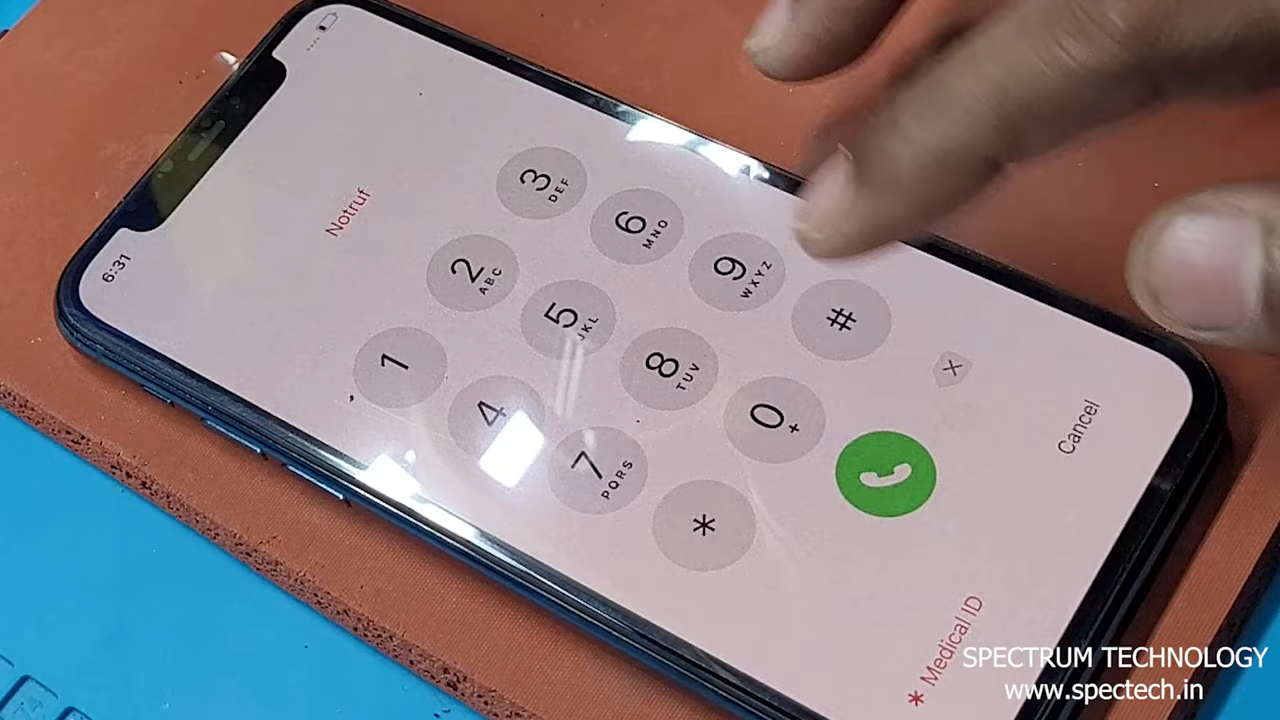 6:31
Notruf
1
2
ABC
3
DEF
4
5
JKL
6
MNO
7
PQRS
8
TUV
9
WXYZ
*
0
+
#
Cancel
* Medical ID
SPECTRUM TECHNOLOGY
www.spectech.in